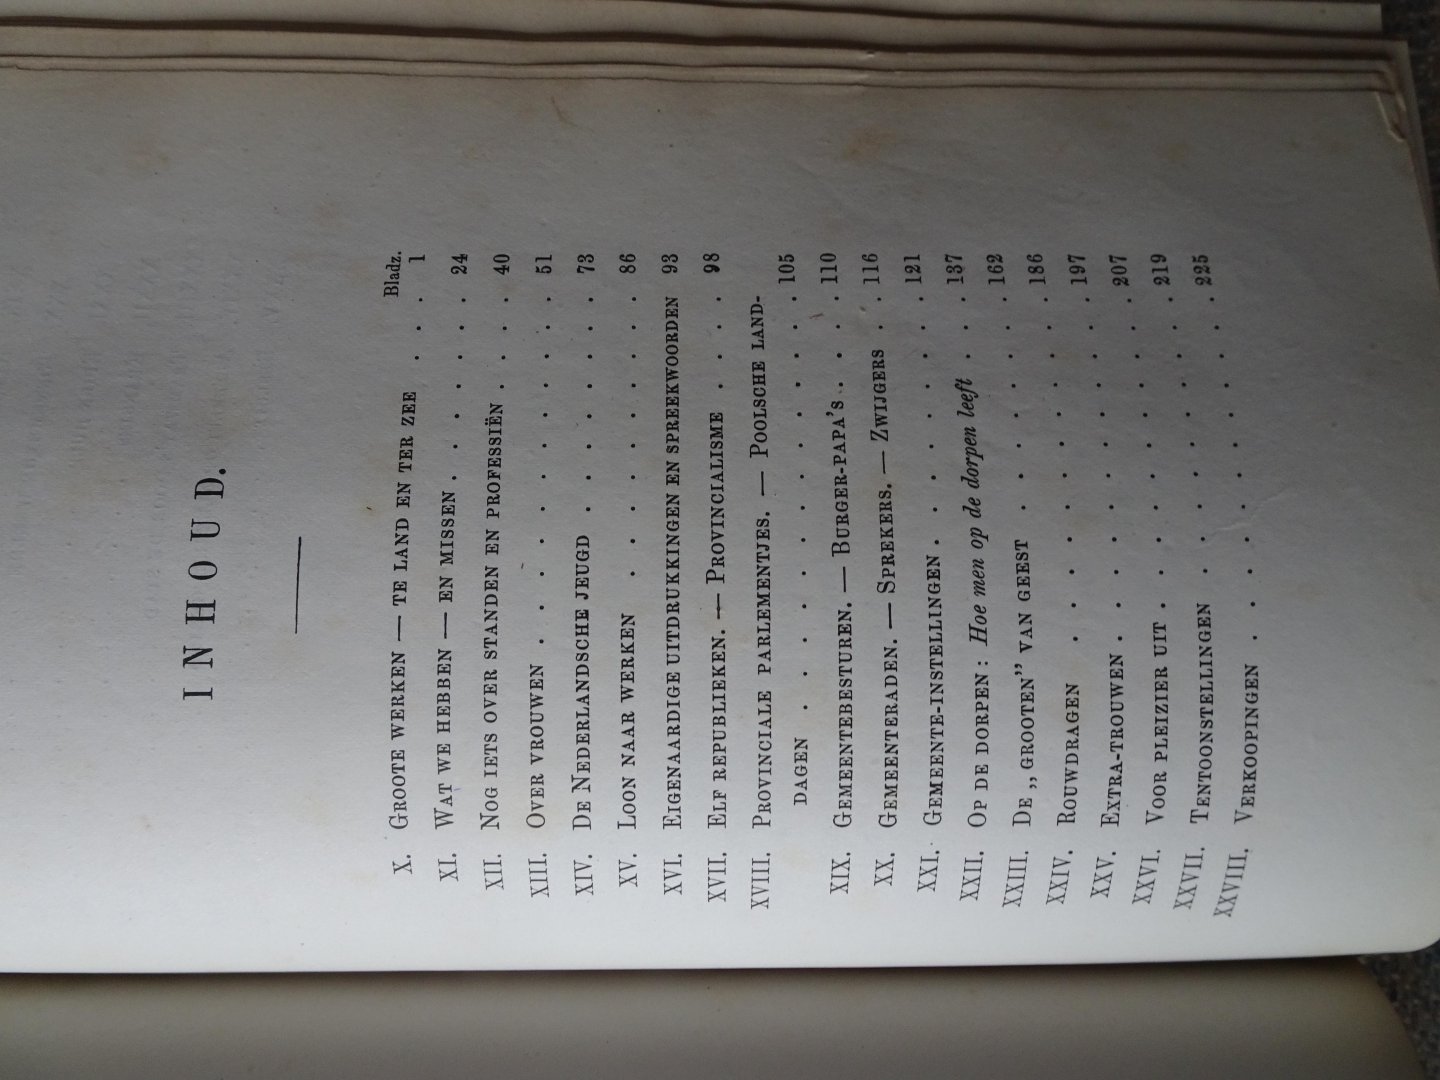 INHOUD.
Bladz.
X. GROOTE WERKEN — TE LAND EN TER ZEE . . . 1
XI. WAT WE HEBBEN — EN MISSEN . . . . . . . 24
XII. NOG IETS OVER STANDEN EN PROFESSIËN . . . . 40
XIII. OVER VROUWEN . . . . . . . . . . . . . 51
XIV. DE NEDERLANDSCHE JEUGD . . . . . . . . 73
XV. LOON NAAR WERKEN . . . . . . . . . . . 86
XVI. EIGENAARDIGE UITDRUKKINGEN EN SPREEKWOORDEN 93
XVII. ELF REPUBLIEKEN. — PROVINCIALISME . . . . 98
XVIII. PROVINCIALE PARLEMENTJES. — POOLSCHE LAND-
DAGEN . . . . . . . . . . . . . . . 105
XIX. GEMEENTEBESTUREN. — BURGER-PAPA'S . . . . 110
XX. GEMEENTERADEN. — SPREKERS. — ZWIJGERS . . 116
XXI. GEMEENTE-INSTELLINGEN . . . . . . . . . 121
XXII. OP DE DORPEN: Hoe men op de dorpen leeft . . . 137
XXIII. DE „GROOTEN” VAN GEEST . . . . . . . . 162
XXIV. ROUWDRAGEN . . . . . . . . . . . . . 186
XXV. EXTRA-TROUWEN . . . . . . . . . . . . 197
XXVI. VOOR PLEIZIER UIT . . . . . . . . . . . 207
XXVII. TENTOONSTELLINGEN . . . . . . . . . . 219
XXVIII. VERKOOPINGEN . . . . . . . . . . . . 225